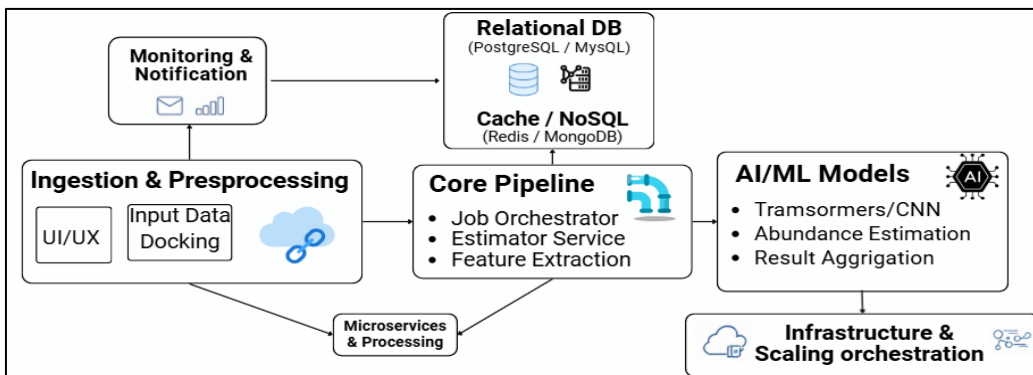 Monitoring &
Notification
Relational DB
(PostgreSQL / MysQL)
Cache / NoSQL
(Redis / MongoDB)
Ingestion & Presprocessing
UI/UX
Input Data
Docking
Core Pipeline
• Job Orchestrator
• Estimator Service
• Feature Extraction
AI/ML Models
AI
• Tramsormers/CNN
• Abundance Estimation
• Result Aggrigation
Microservices
& Processing
Infrastructure &
Scaling orchestration